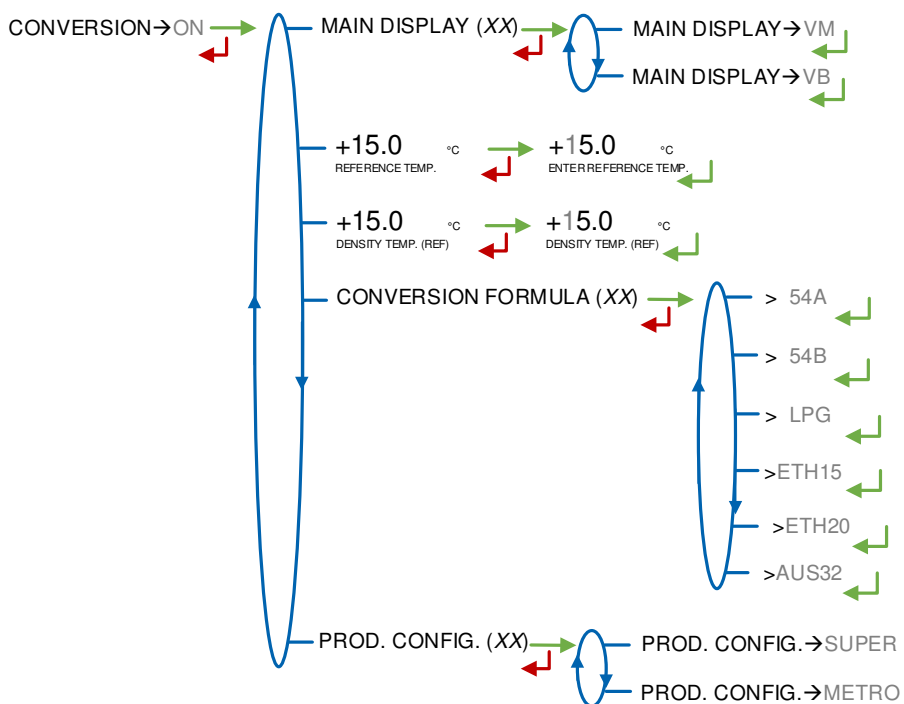 CONVERSION→ON
MAIN DISPLAY (XX)
MAIN DISPLAY→VM
MAIN DISPLAY→VB
+15.0 °C
REFERENCE TEMP.
+15.0 °C
ENTER REFERENCE TEMP.
+15.0 °C
DENSITY TEMP. (REF)
+15.0 °C
DENSITY TEMP. (REF)
CONVERSION FORMULA (XX)
> 54A
> 54B
> LPG
>ETH15
>ETH20
>AUS32
PROD. CONFIG. (XX)
PROD. CONFIG.→SUPER
PROD. CONFIG.→METRO